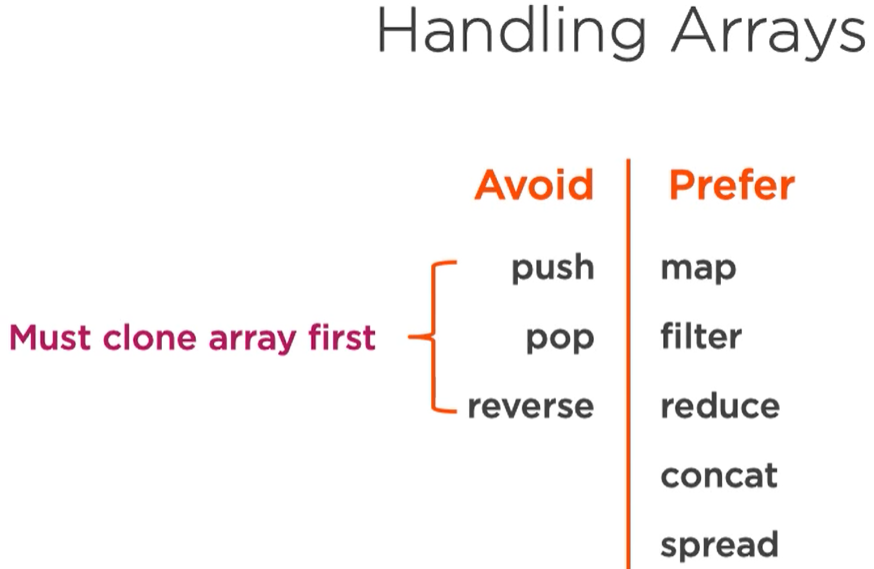 Handling Arrays
Avoid
Prefer
push
map
Must clone array first
pop
filter
reverse
reduce
concat
spread